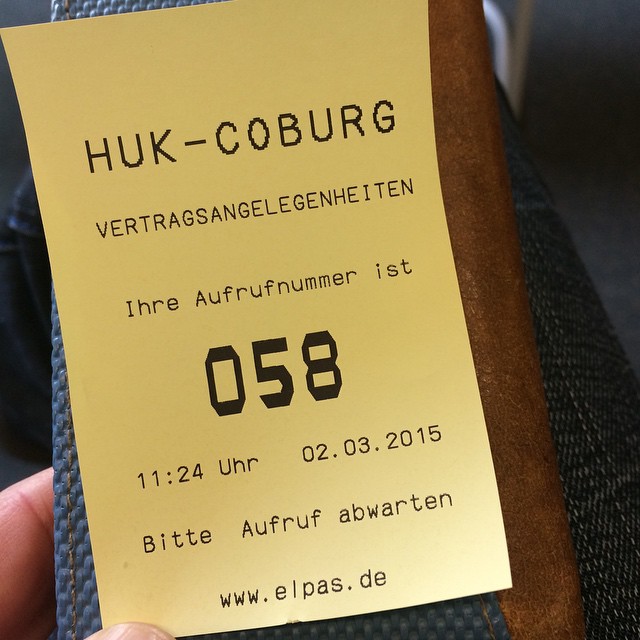 HUK-COBURG
VERTRAGSANGELEGENHEITEN
Ihre Aufrufnummer ist
058
11:24 Uhr 02.03.2015
Bitte Aufruf abwarten
www.elpas.de